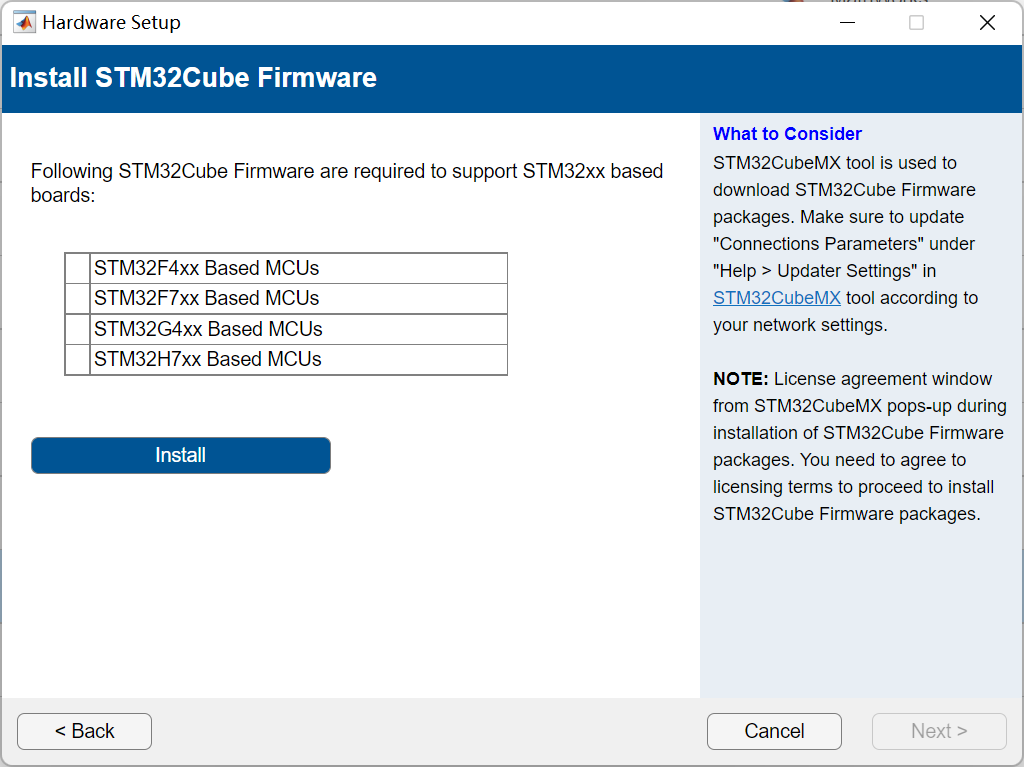 Hardware Setup
Install STM32Cube Firmware
Following STM32Cube Firmware are required to support STM32xx based
boards:
STM32F4xx Based MCUs
STM32F7xx Based MCUs
STM32G4xx Based MCUs
STM32H7xx Based MCUs
Install
What to Consider
STM32CubeMX tool is used to
download STM32Cube Firmware
packages. Make sure to update
"Connections Parameters" under
"Help > Updater Settings" in
STM32CubeMX tool according to
your network settings.
NOTE: License agreement window
from STM32CubeMX pops-up during
installation of STM32Cube Firmware
packages. You need to agree to
licensing terms to proceed to install
STM32Cube Firmware packages.
< Back
Cancel
Next >